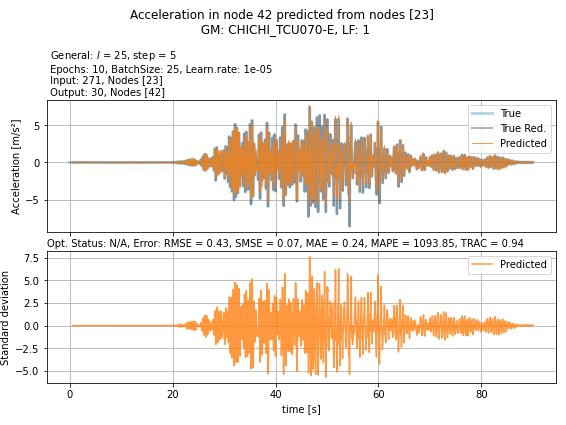 Acceleration in node 42 predicted from nodes [23]
GM: CHICHI_TCU070-E, LF: 1
General: l = 25, step = 5
Epochs: 10, BatchSize: 25, Learn.rate: 1e-05
Input: 271, Nodes [23]
Output: 30, Nodes [42]
Acceleration [m/s²]
5
0
−5
True
True Red.
Predicted
Opt. Status: N/A, Error: RMSE = 0.43, SMSE = 0.07, MAE = 0.24, MAPE = 1093.85, TRAC = 0.94
Standard deviation
7.5
5.0
2.5
0.0
−2.5
−5.0
Predicted
0 20 40 60 80
time [s]